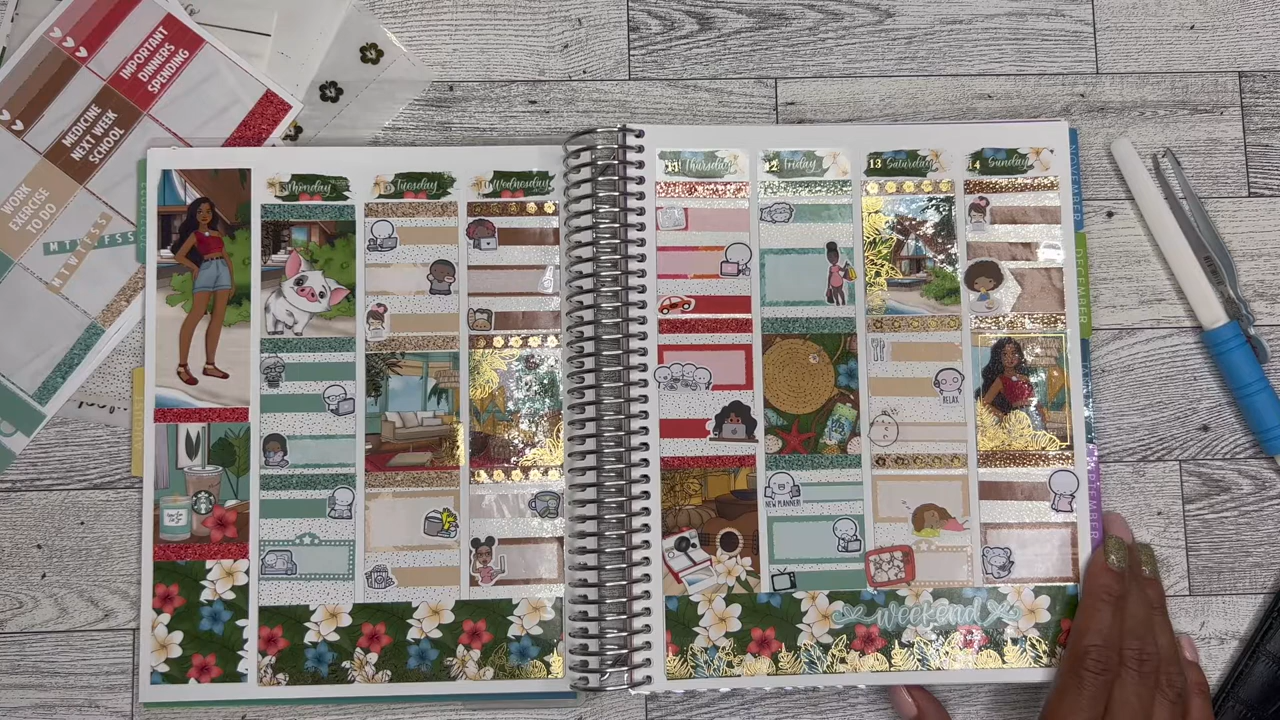 IMPORTANT
DINNERS
SPENDING
MEDICINE
NEXT WEEK
SCHOOL
WORK
EXERCISE
TO DO
M T W T F S S
M T W T F S S
Monday
Tuesday
Wednesday
Thursday
12 Friday
13 Saturday
14 Sunday
RELAX
NEW PLANNER!
weekend
NOVEMBER
DECEMBER